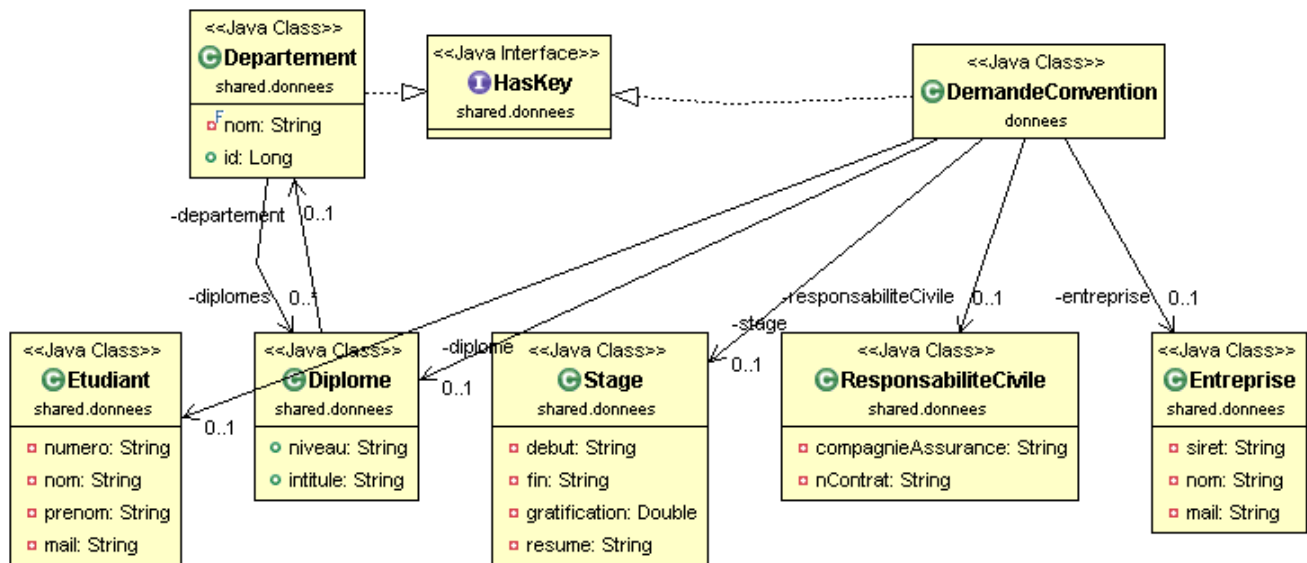 <<Java Class>>
Departement
shared.donnees
nom: String
id: Long
<<Java Interface>>
HasKey
shared.donnees
<<Java Class>>
DemandeConvention
donnees
-departement 0..1
-diplomes 0..*
-diplome 0..1
0..1
-stage 0..1
-responsabiliteCivile 0..1
-entreprise 0..1
<<Java Class>>
Etudiant
shared.donnees
numero: String
nom: String
prenom: String
mail: String
<<Java Class>>
Diplome
shared.donnees
niveau: String
intitule: String
<<Java Class>>
Stage
shared.donnees
debut: String
fin: String
gratification: Double
resume: String
<<Java Class>>
ResponsabiliteCivile
shared.donnees
compagnieAssurance: String
nContrat: String
<<Java Class>>
Entreprise
shared.donnees
siret: String
nom: String
mail: String